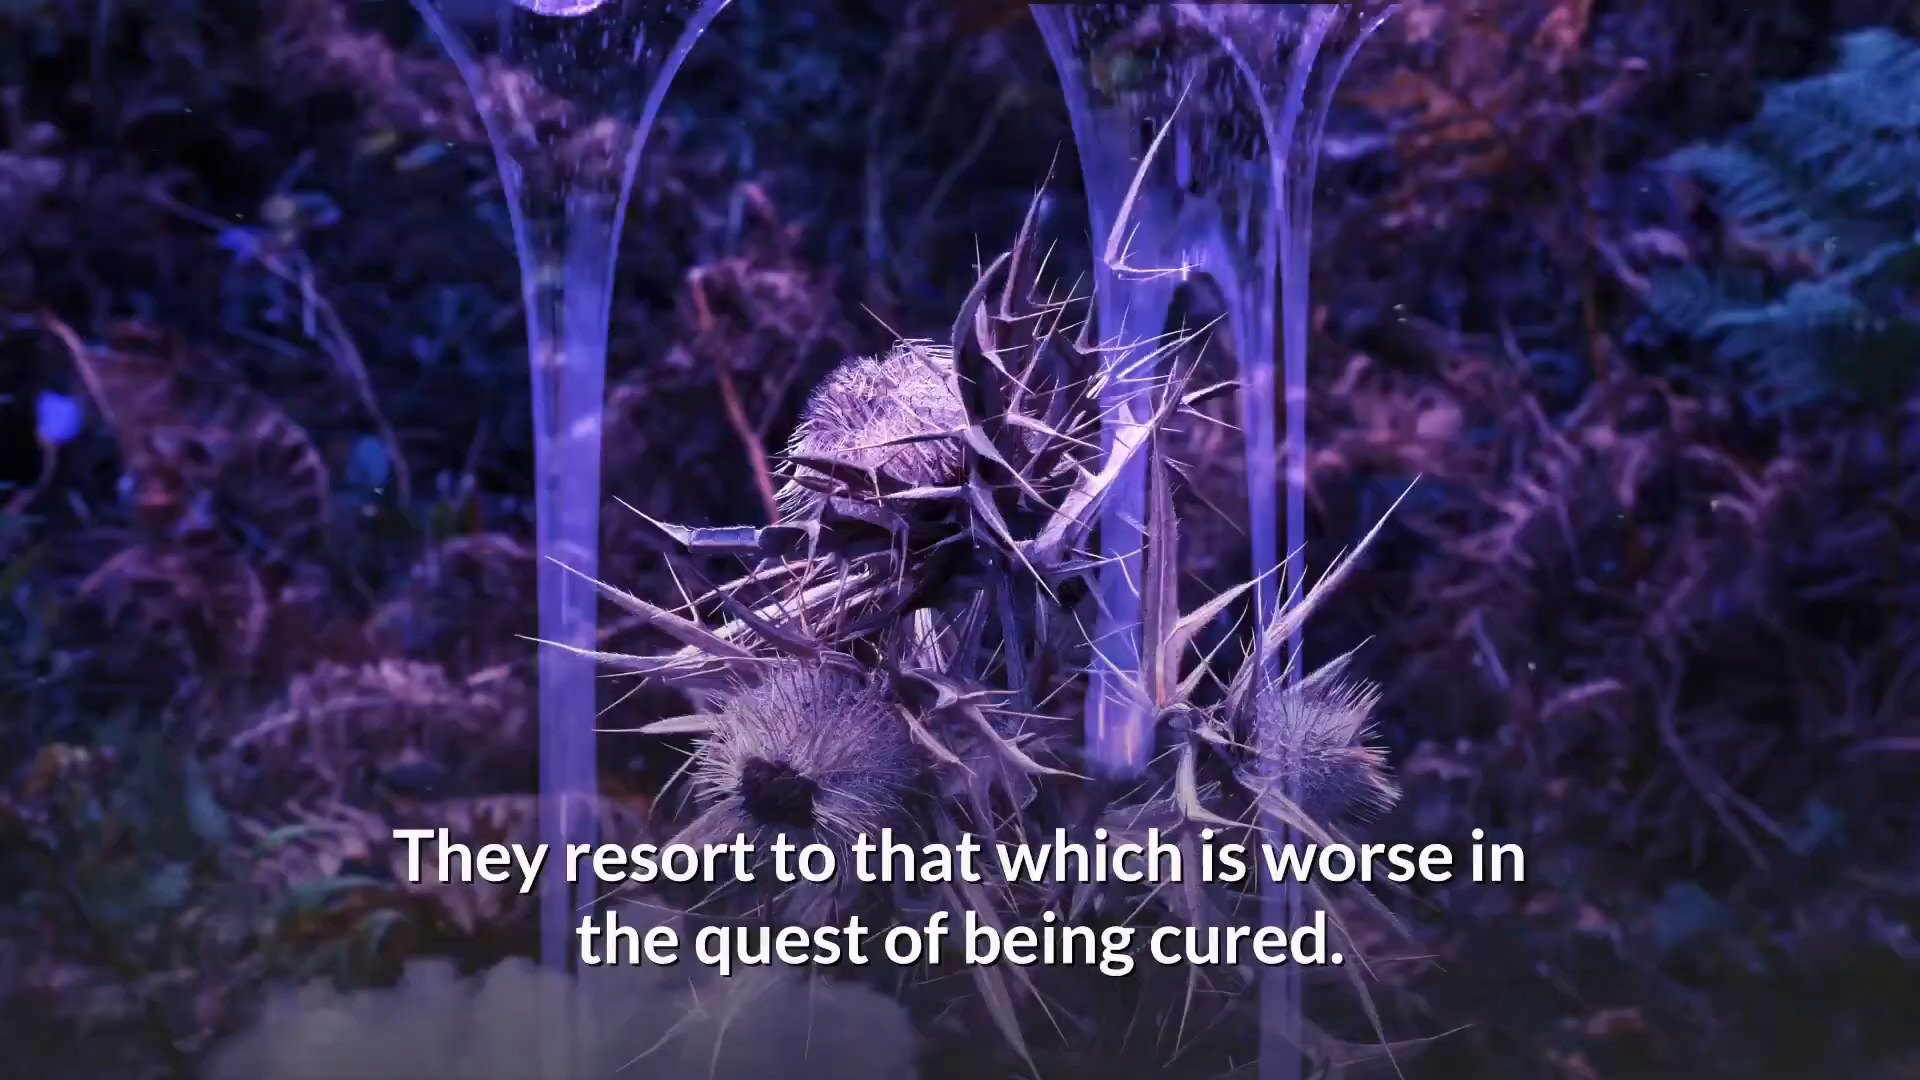 They resort to that which is worse in
the quest of being cured.